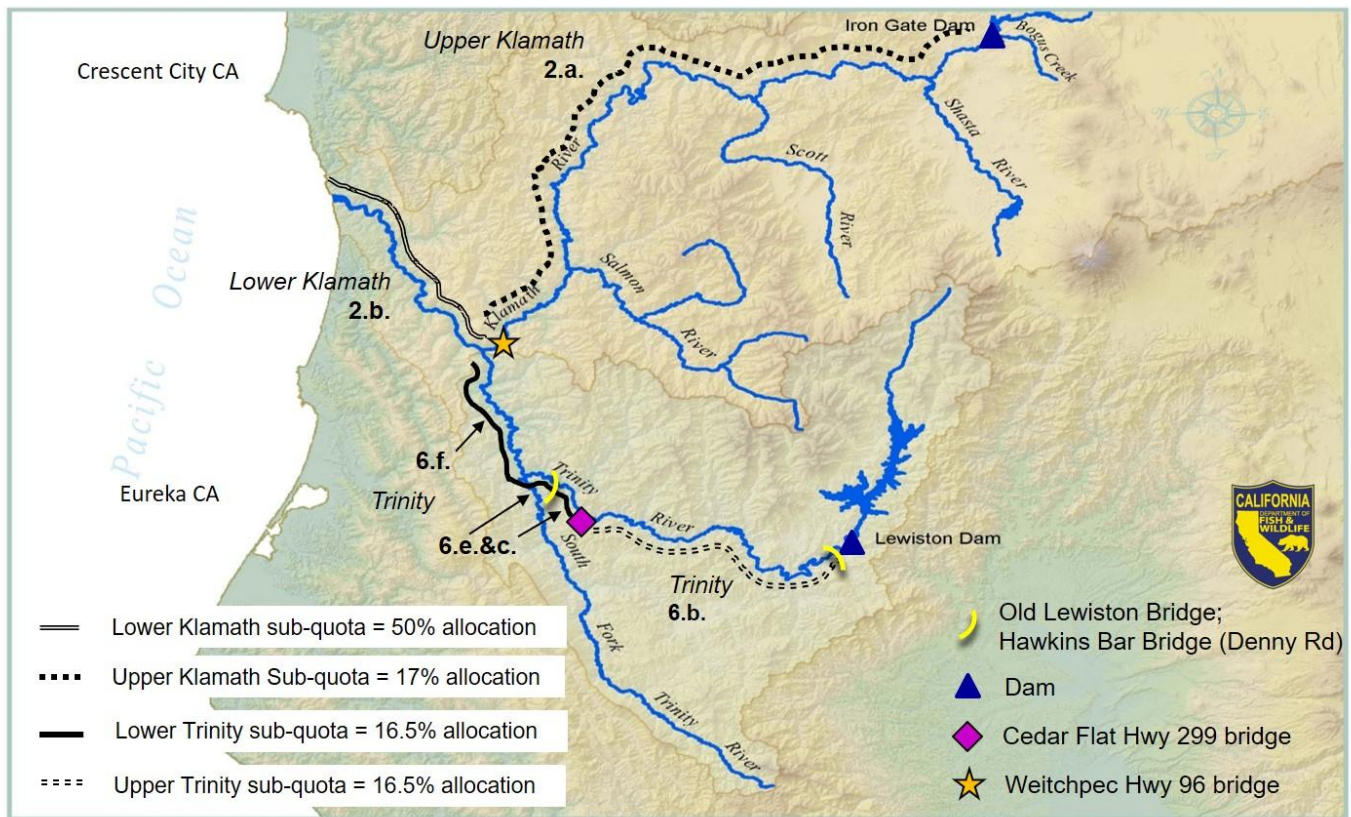 Iron Gate Dam
Bogus Creek
Upper Klamath
2.a.
Crescent City CA
Shasta
River
River
Scott
River
Pacific Ocean
Lower Klamath
2.b.
Klamath
Salmon
River
6.f.
Trinity
Eureka CA
Trinity
River
6.e.&c.
South
Fork
Trinity
River
Lewiston Dam
Trinity
6.b.
CALIFORNIA
DEPARTMENT OF
FISH &
WILDLIFE
Lower Klamath sub-quota = 50% allocation
Upper Klamath Sub-quota = 17% allocation
Lower Trinity sub-quota = 16.5% allocation
Upper Trinity sub-quota = 16.5% allocation
Old Lewiston Bridge;
Hawkins Bar Bridge (Denny Rd)
Dam
Cedar Flat Hwy 299 bridge
Weitchpec Hwy 96 bridge